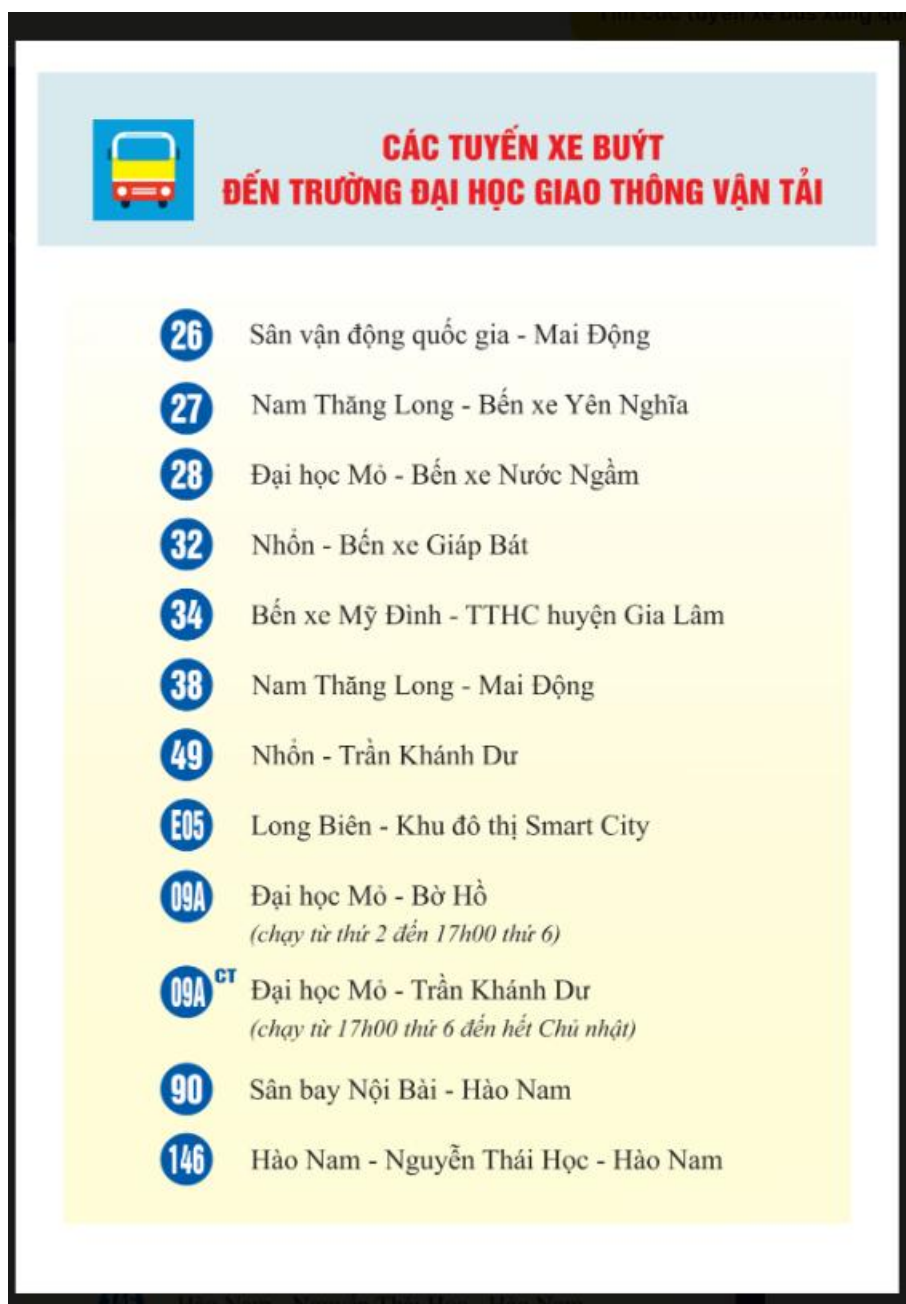 CÁC TUYẾN XE BUÝT
ĐẾN TRƯỜNG ĐẠI HỌC GIAO THÔNG VẬN TẢI
26 Sân vận động quốc gia - Mai Động
27 Nam Thăng Long - Bến xe Yên Nghĩa
28 Đại học Mỏ - Bến xe Nước Ngầm
32 Nhổn - Bến xe Giáp Bát
34 Bến xe Mỹ Đình - TTHC huyện Gia Lâm
38 Nam Thăng Long - Mai Động
49 Nhổn - Trần Khánh Dư
E05 Long Biên - Khu đô thị Smart City
09A Đại học Mỏ - Bờ Hồ
(chạy từ thứ 2 đến 17h00 thứ 6)
09A CT Đại học Mỏ - Trần Khánh Dư
(chạy từ 17h00 thứ 6 đến hết Chủ nhật)
90 Sân bay Nội Bài - Hào Nam
146 Hào Nam - Nguyễn Thái Học - Hào Nam